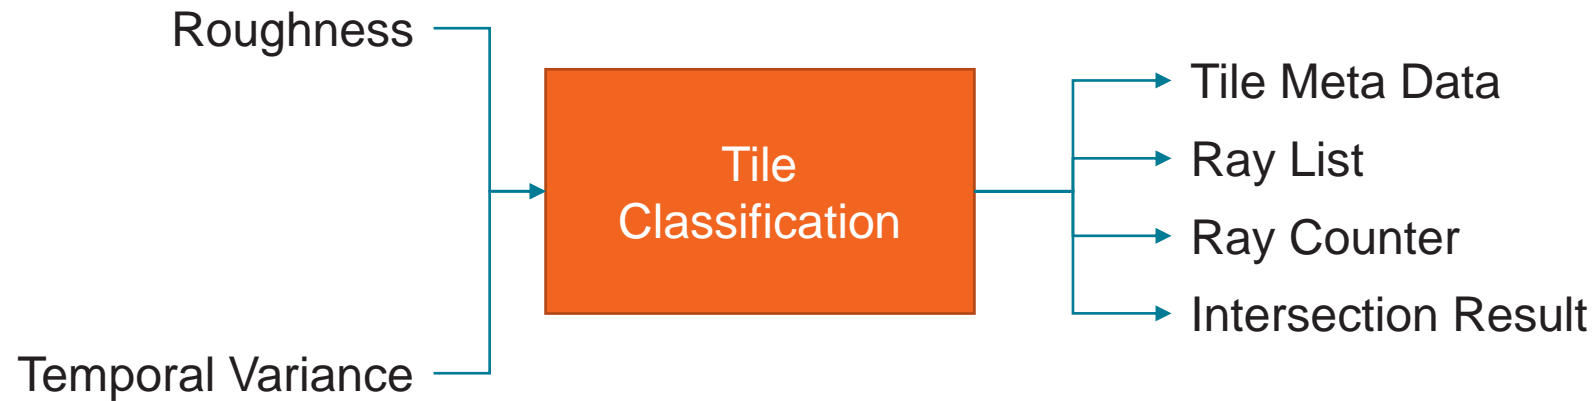 Roughness
Temporal Variance
Tile
Classification
Tile Meta Data
Ray List
Ray Counter
Intersection Result